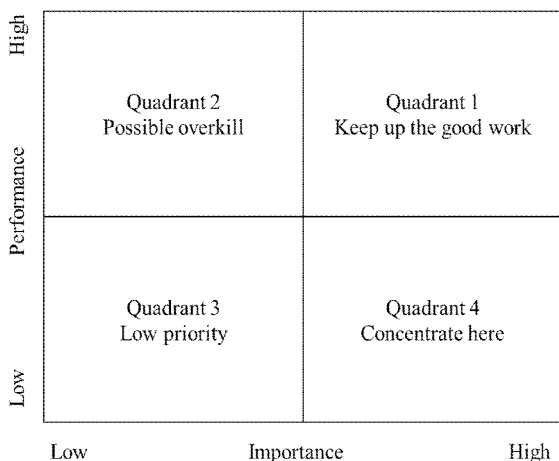 High
Quadrant 2
Possible overkill
Quadrant 1
Keep up the good work
Performance
Quadrant 3
Low priority
Quadrant 4
Concentrate here
Low
Low
Importance
High